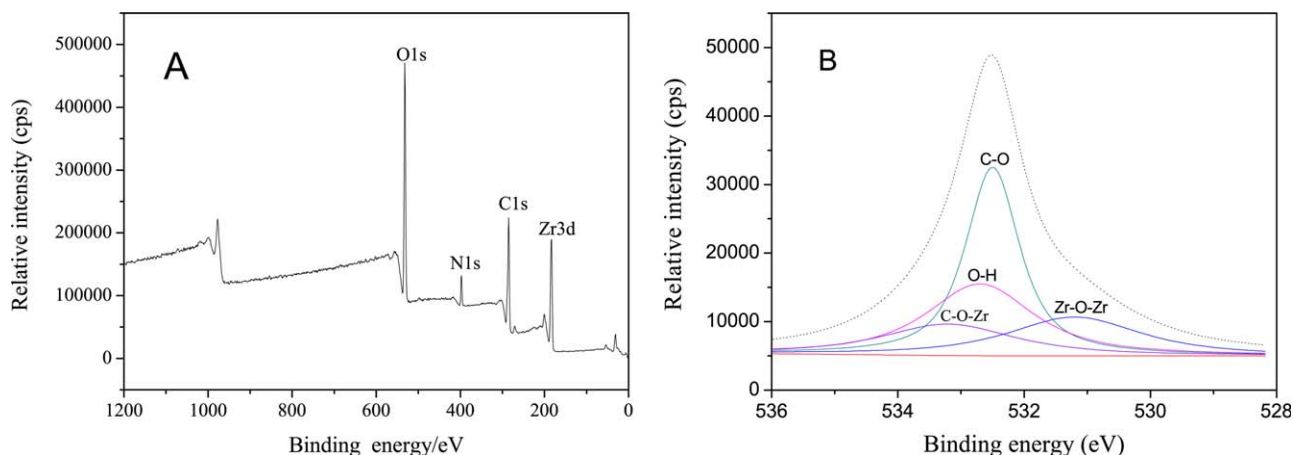 A
Relative intensity (cps)
500000
400000
300000
200000
100000
0
O1s
N1s
C1s
Zr3d
1200
1000
800
600
400
200
0
Binding energy/eV
B
Relative intensity (cps)
50000
40000
30000
20000
10000
0
C-O
O-H
C-O-Zr
Zr-O-Zr
536
534
532
530
528
Binding energy (eV)